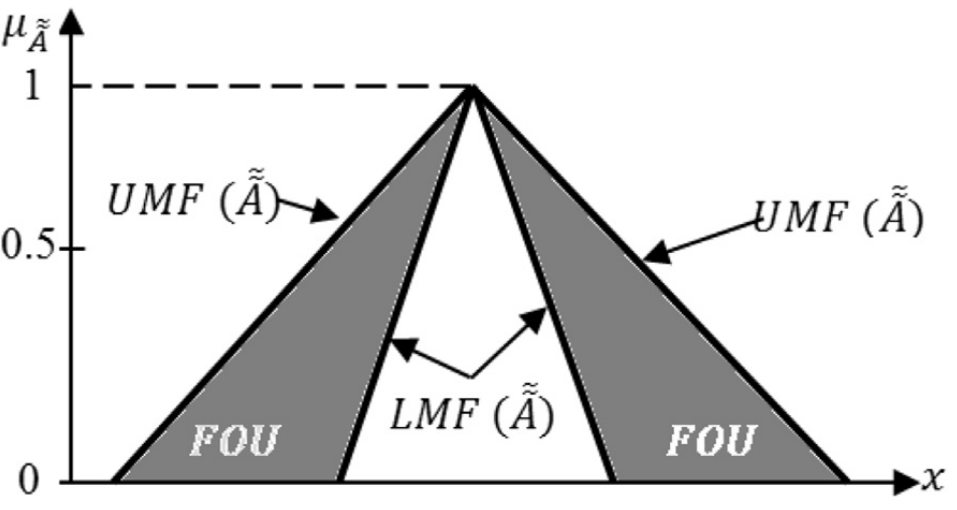 μ_Ã̃
1
UMF (Ã̃)
UMF (Ã̃)
0.5
LMF (Ã̃)
FOU
FOU
0
x